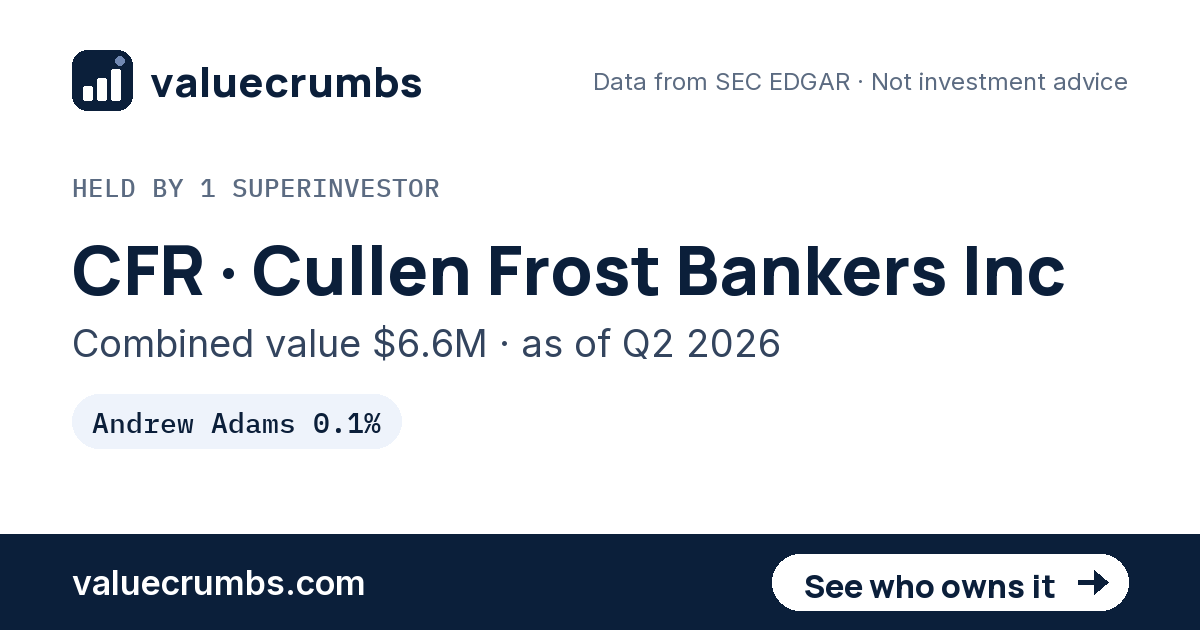 valuecrumbs
Data from SEC EDGAR · Not investment advice
HELD BY 1 SUPERINVESTOR
CFR · Cullen Frost Bankers Inc
Combined value $6.6M · as of Q2 2026
Andrew Adams 0.1%
valuecrumbs.com
See who owns it →